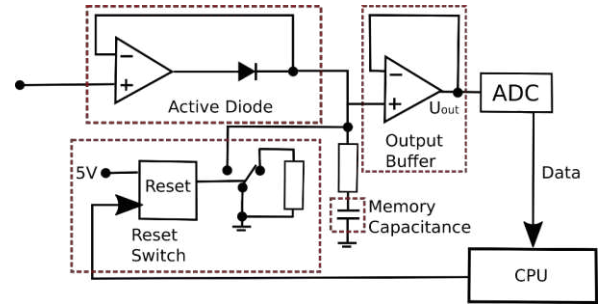 −
+
Active Diode
−
+
Uout
Output
Buffer
ADC
5V
Reset
Reset
Switch
Memory
Capacitance
Data
CPU